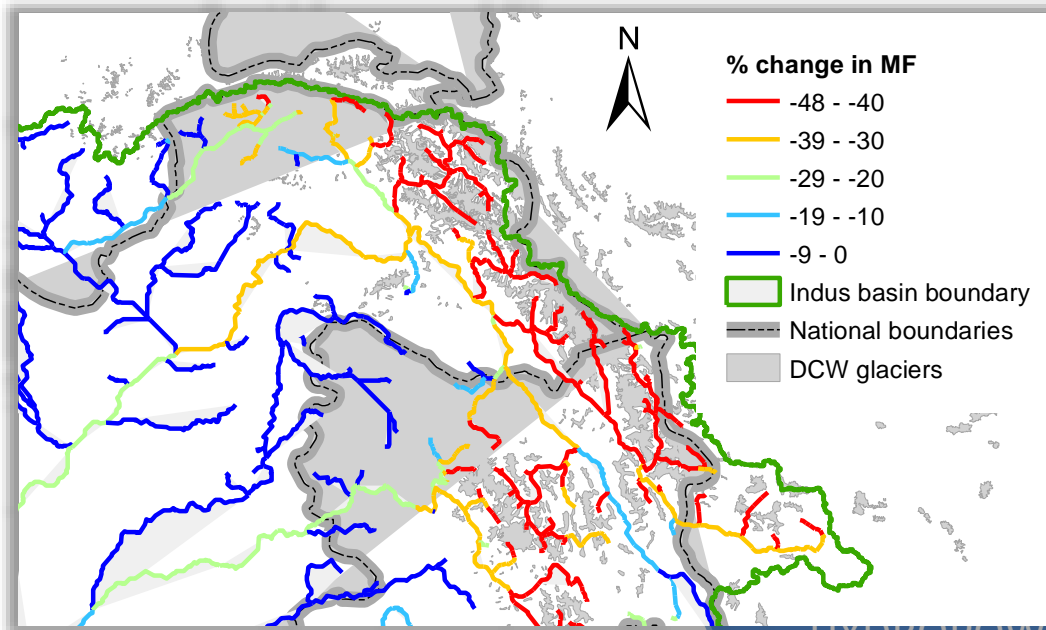 N
% change in MF
-48 - -40
-39 - -30
-29 - -20
-19 - -10
-9 - 0
Indus basin boundary
National boundaries
DCW glaciers